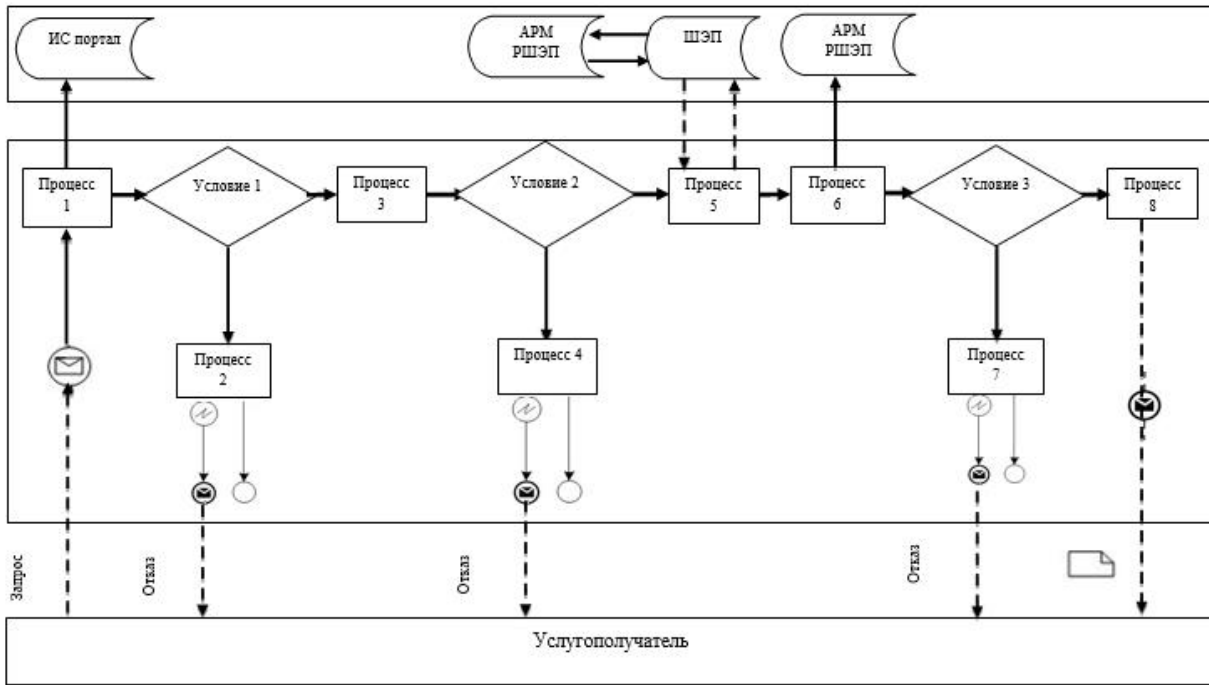 ИС портал
АРМ
РШЭП
ШЭП
АРМ
РШЭП
Процесс
1
Условие 1
Процесс
3
Условие 2
Процесс
5
Процесс
6
Условие 3
Процесс
8
Процесс
2
Процесс 4
Процесс
7
Запрос
Отказ
Отказ
Отказ
Услугополучатель